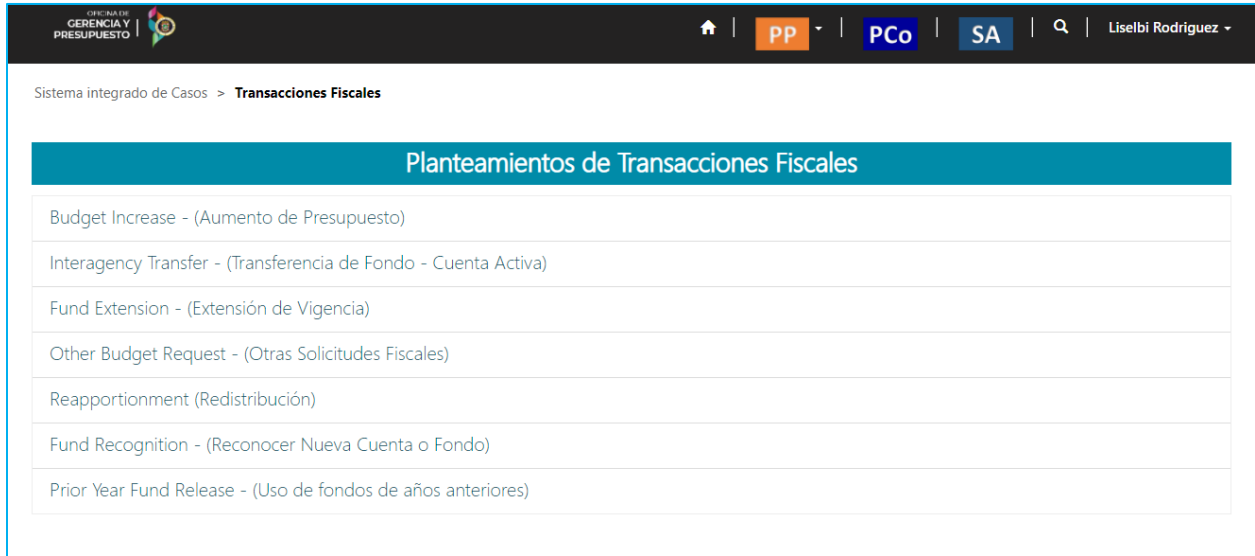 OFICINA DE
GERENCIA Y
PRESUPUESTO
PP
PCo
SA
Liselbi Rodriguez
Sistema integrado de Casos > Transacciones Fiscales
Planteamientos de Transacciones Fiscales
Budget Increase - (Aumento de Presupuesto)
Interagency Transfer - (Transferencia de Fondo - Cuenta Activa)
Fund Extension - (Extensión de Vigencia)
Other Budget Request - (Otras Solicitudes Fiscales)
Reapportionment (Redistribución)
Fund Recognition - (Reconocer Nueva Cuenta o Fondo)
Prior Year Fund Release - (Uso de fondos de años anteriores)